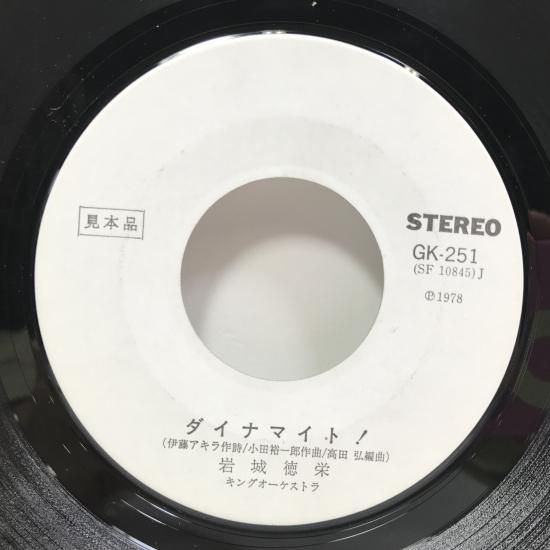 見本品
STEREO
GK-251
(SF 10845) J
Ⓟ1978
ダイナマイト！
(伊藤アキラ作詩/小田裕一郎作曲/高田 弘編曲)
岩城徳栄
キングオーケストラ